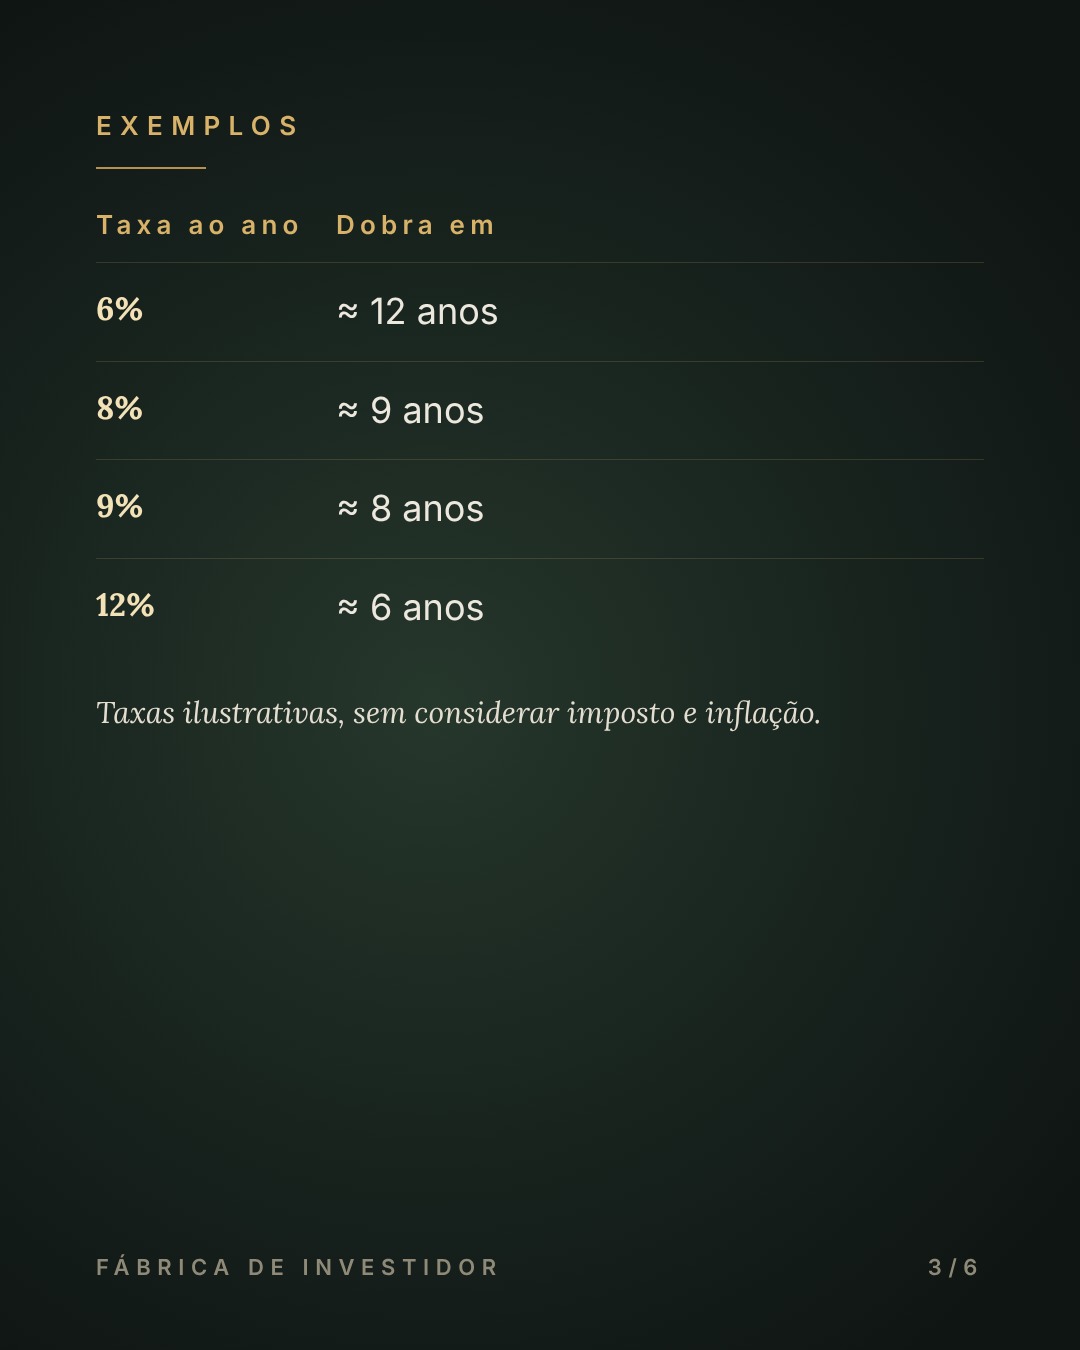 EXEMPLOS
Taxa ao ano Dobra em
6% ≈ 12 anos
8% ≈ 9 anos
9% ≈ 8 anos
12% ≈ 6 anos
Taxas ilustrativas, sem considerar imposto e inflação.
FÁBRICA DE INVESTIDOR 3/6